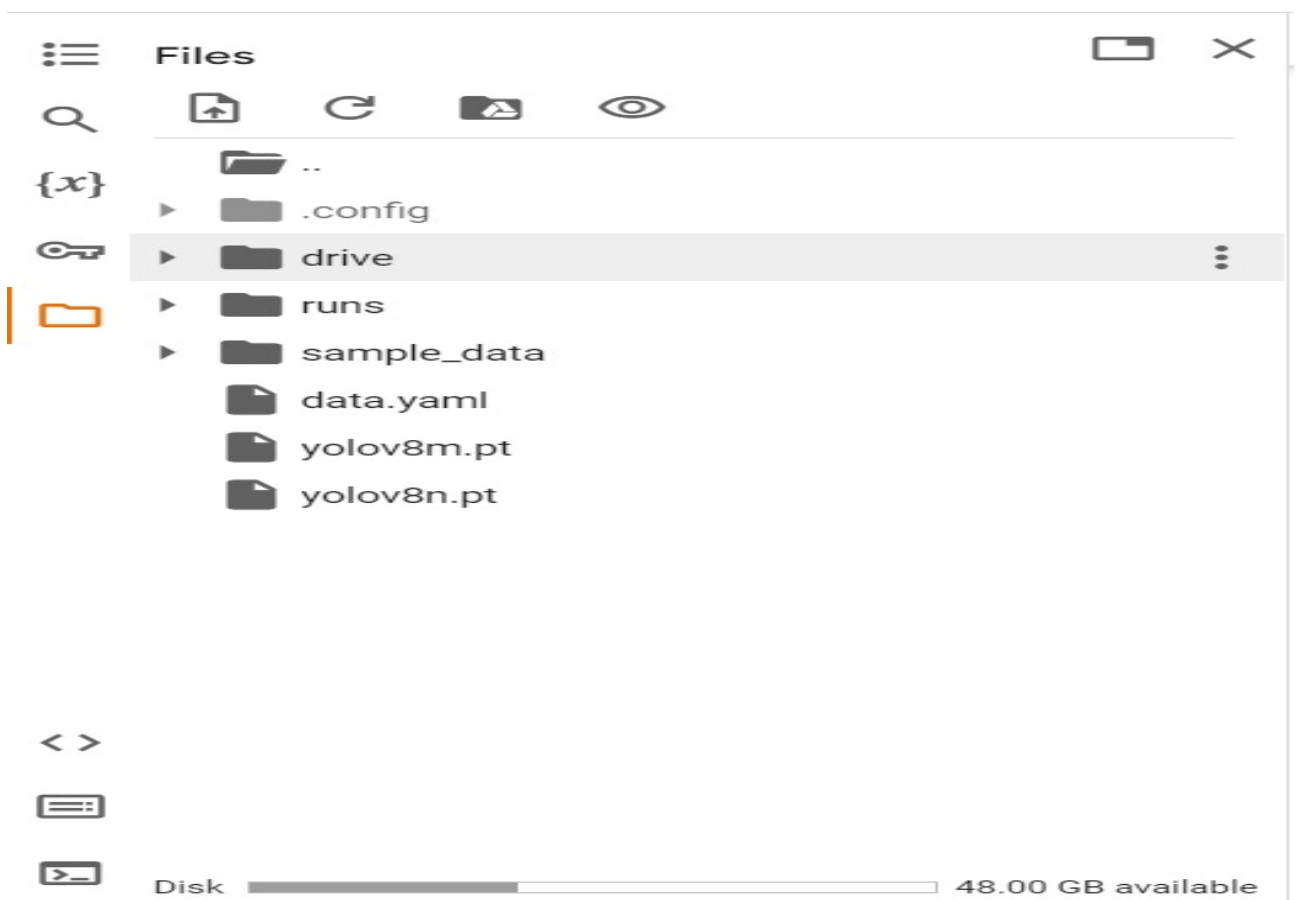 Files
{x}
..
.config
drive
runs
sample_data
data.yaml
yolov8m.pt
yolov8n.pt
Disk 48.00 GB available